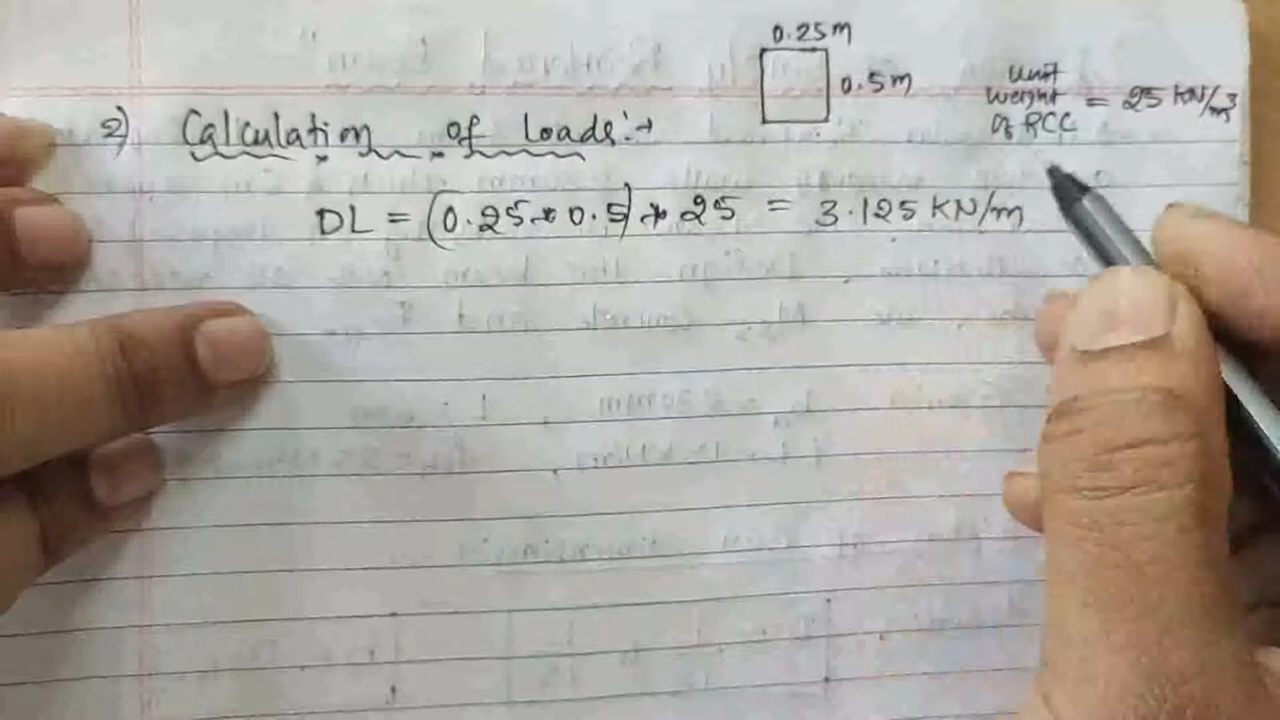 0.25m
0.5m
unit
weight
of RCC = 25 KN/m³
2) Calculation of loads:→
DL = (0.25*0.5) * 25 = 3.125 KN/m